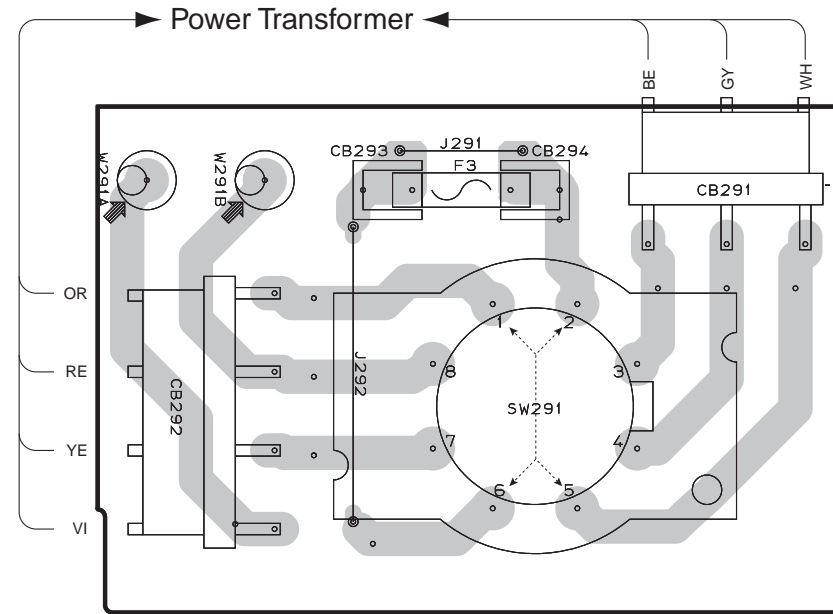 Power Transformer
BE
GY
WH
W291A
W291B
CB293
J291
CB294
F3
CB291
OR
RE
YE
VI
CB292
J292
1
2
8
3
SW291
7
4
6
5